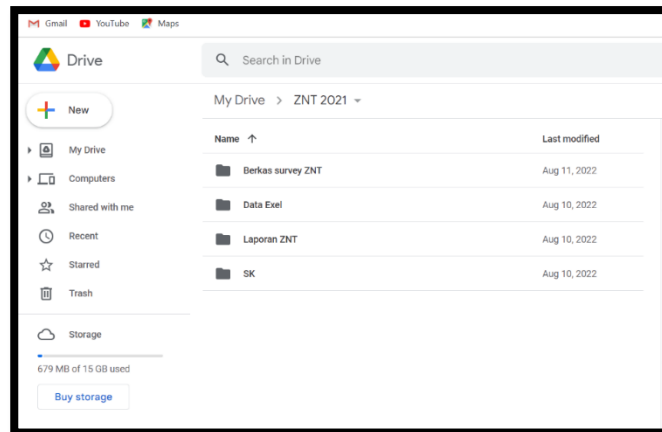 Gmail YouTube Maps
Drive
Search in Drive
New
My Drive > ZNT 2021
Name Last modified
My Drive
Computers
Shared with me
Recent
Starred
Trash
Storage
679 MB of 15 GB used
Buy storage
Berkas survey ZNT Aug 11, 2022
Data Exel Aug 10, 2022
Laporan ZNT Aug 10, 2022
SK Aug 10, 2022